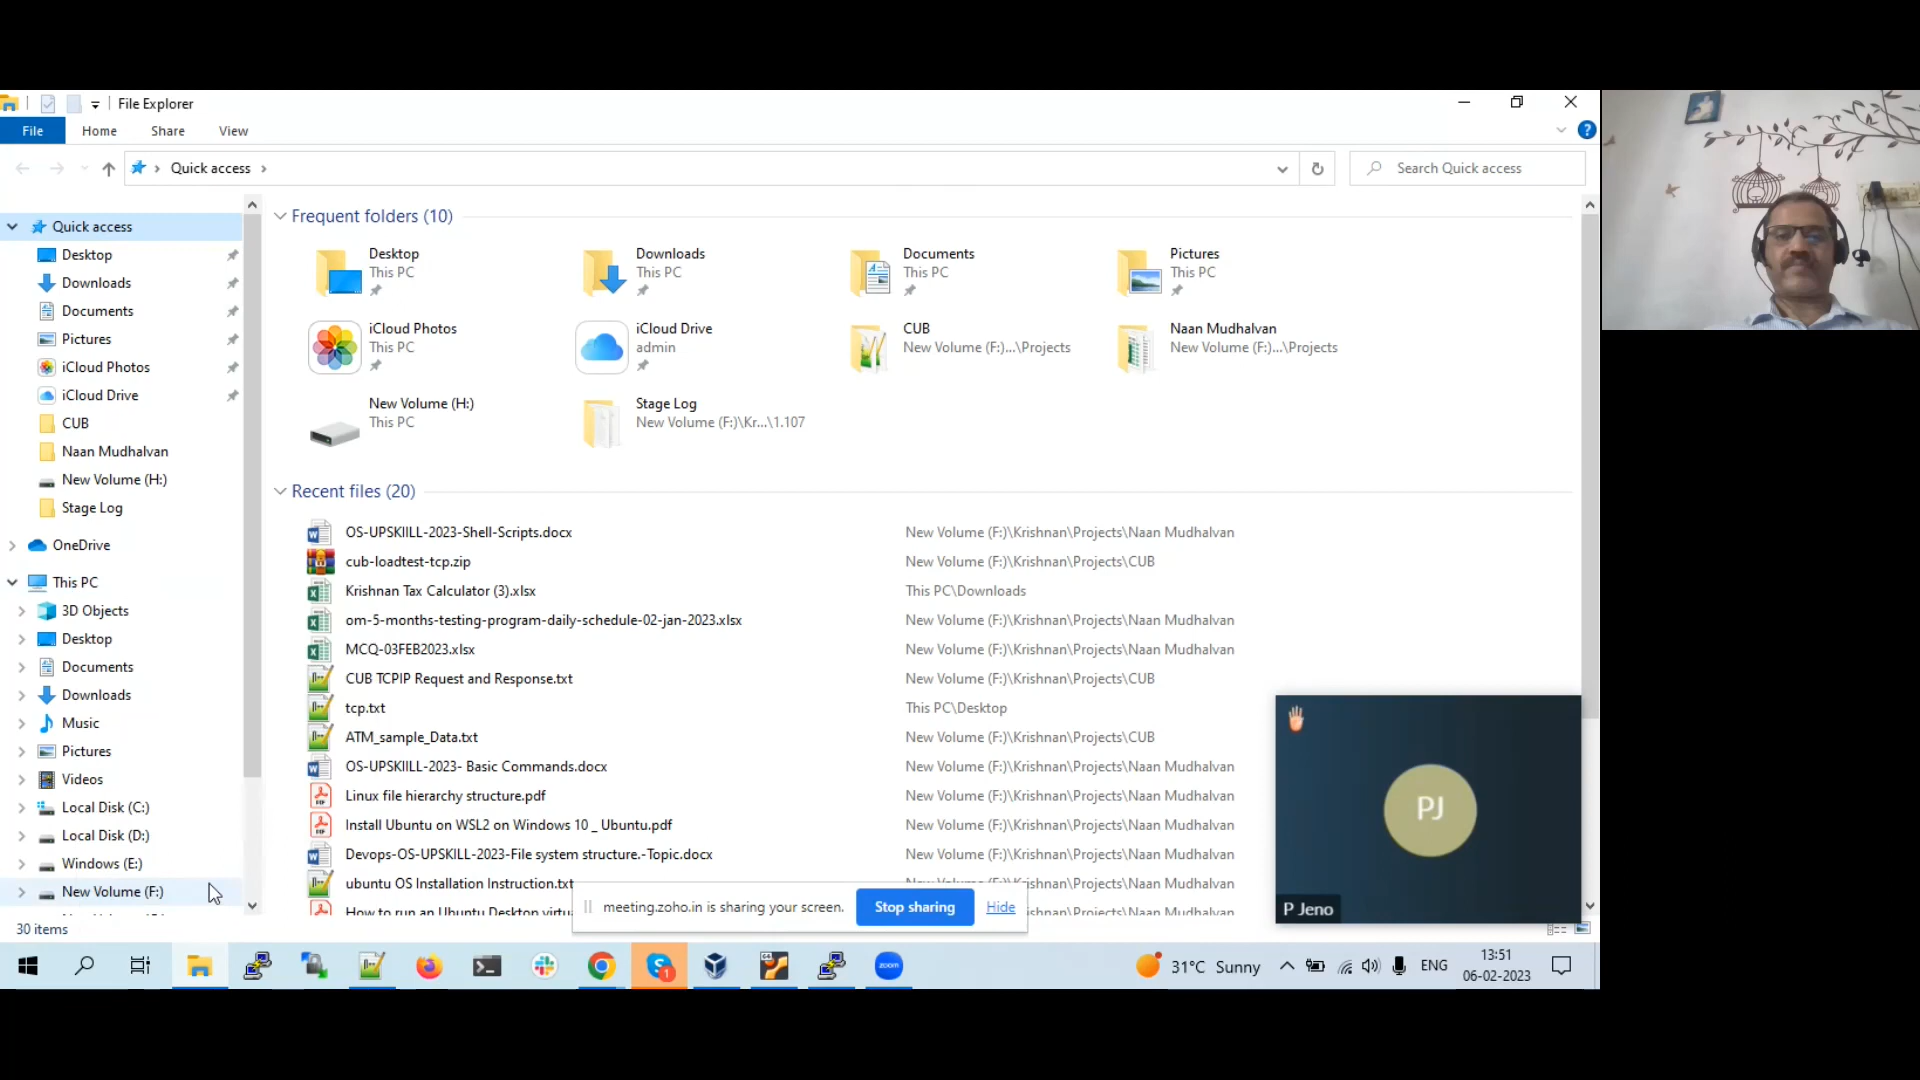 File Explorer
File Home Share View
Quick access
Search Quick access
Quick access
Desktop
Downloads
Documents
Pictures
iCloud Photos
iCloud Drive
CUB
Naan Mudhalvan
New Volume (H:)
Stage Log
OneDrive
This PC
3D Objects
Desktop
Documents
Downloads
Music
Pictures
Videos
Local Disk (C:)
Local Disk (D:)
Windows (E:)
New Volume (F:)
30 items
Frequent folders (10)
Desktop
This PC
Downloads
This PC
Documents
This PC
Pictures
This PC
iCloud Photos
This PC
iCloud Drive
admin
CUB
New Volume (F:)...\Projects
Naan Mudhalvan
New Volume (F:)...\Projects
New Volume (H:)
This PC
Stage Log
New Volume (F:)\Kr...\1.107
Recent files (20)
OS-UPSKIILL-2023-Shell-Scripts.docx New Volume (F:)\Krishnan\Projects\Naan Mudhalvan
cub-loadtest-tcp.zip New Volume (F:)\Krishnan\Projects\CUB
Krishnan Tax Calculator (3).xlsx This PC\Downloads
om-5-months-testing-program-daily-schedule-02-jan-2023.xlsx New Volume (F:)\Krishnan\Projects\Naan Mudhalvan
MCQ-03FEB2023.xlsx New Volume (F:)\Krishnan\Projects\Naan Mudhalvan
CUB TCPIP Request and Response.txt New Volume (F:)\Krishnan\Projects\CUB
tcp.txt This PC\Desktop
ATM_sample_Data.txt New Volume (F:)\Krishnan\Projects\CUB
OS-UPSKIILL-2023- Basic Commands.docx New Volume (F:)\Krishnan\Projects\Naan Mudhalvan
Linux file hierarchy structure.pdf New Volume (F:)\Krishnan\Projects\Naan Mudhalvan
Install Ubuntu on WSL2 on Windows 10 _ Ubuntu.pdf New Volume (F:)\Krishnan\Projects\Naan Mudhalvan
Devops-OS-UPSKILL-2023-File system structure.-Topic.docx New Volume (F:)\Krishnan\Projects\Naan Mudhalvan
ubuntu OS Installation Instruction.txt
How to run an Ubuntu Desktop Naan Mudhalvan
meeting.zoho.in is sharing your screen. Stop sharing Hide
PJ
P Jeno
zoom
31°C Sunny
ENG
13:51
06-02-2023